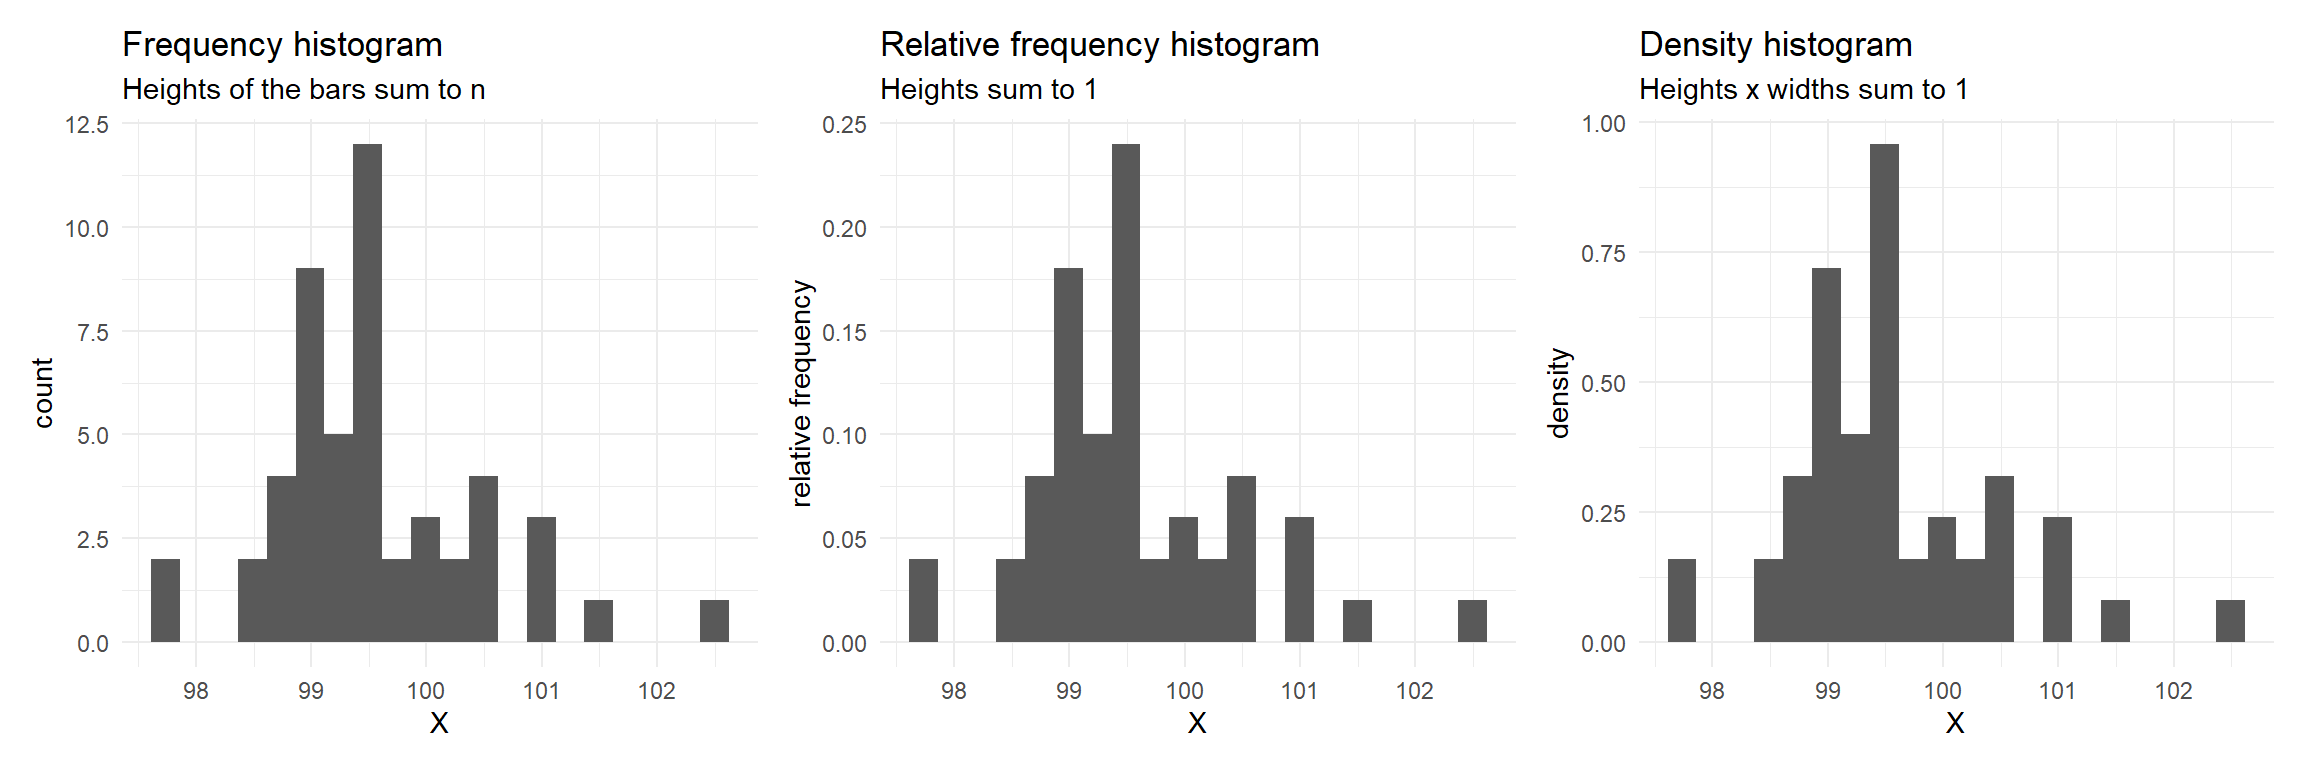 Frequency histogram
Heights of the bars sum to n
12.5
10.0
7.5
5.0
2.5
0.0
count
98 99 100 101 102
X
Relative frequency histogram
Heights sum to 1
0.25
0.20
0.15
0.10
0.05
0.00
relative frequency
98 99 100 101 102
X
Density histogram
Heights x widths sum to 1
1.00
0.75
0.50
0.25
0.00
density
98 99 100 101 102
X